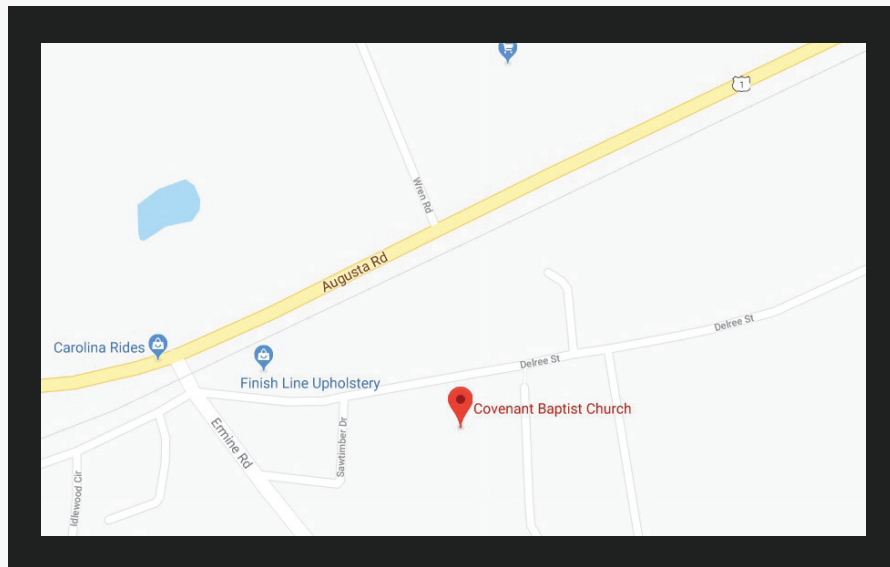 1
Wren Rd
Augusta Rd
Carolina Rides
Finish Line Upholstery
Delree St
Delree St
Covenant Baptist Church
Ermine Rd
Sawtimber Dr
Idlewood Cir